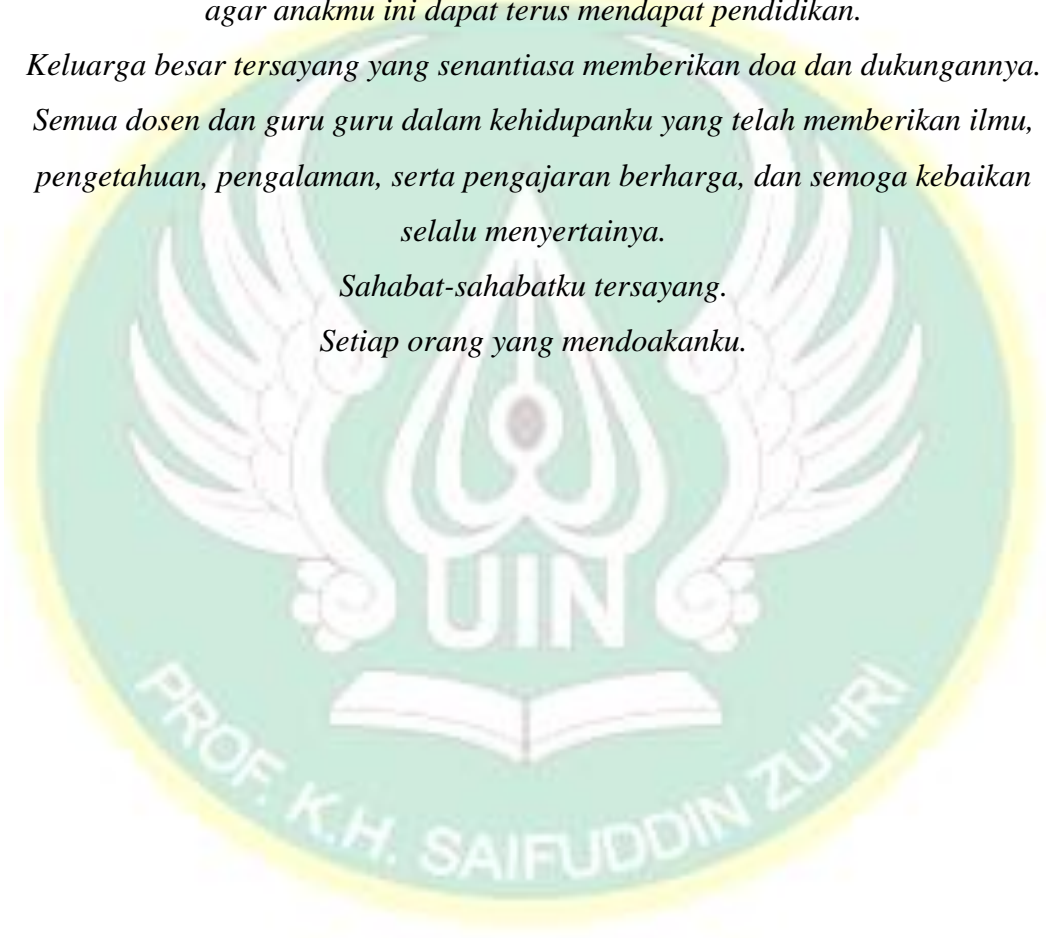 agar anakmu ini dapat terus mendapat pendidikan.
Keluarga besar tersayang yang senantiasa memberikan doa dan dukungannya.
Semua dosen dan guru guru dalam kehidupanku yang telah memberikan ilmu,
pengetahuan, pengalaman, serta pengajaran berharga, dan semoga kebaikan
selalu menyertainya.
Sahabat-sahabatku tersayang.
Setiap orang yang mendoakanku.
UIN
PROF. K.H. SAIFUDDIN ZUHRI